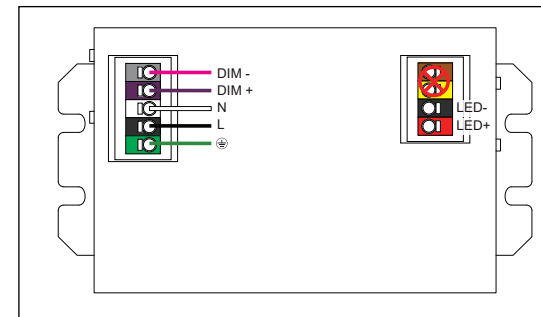 DIM -
DIM +
N
L
LED-
LED+